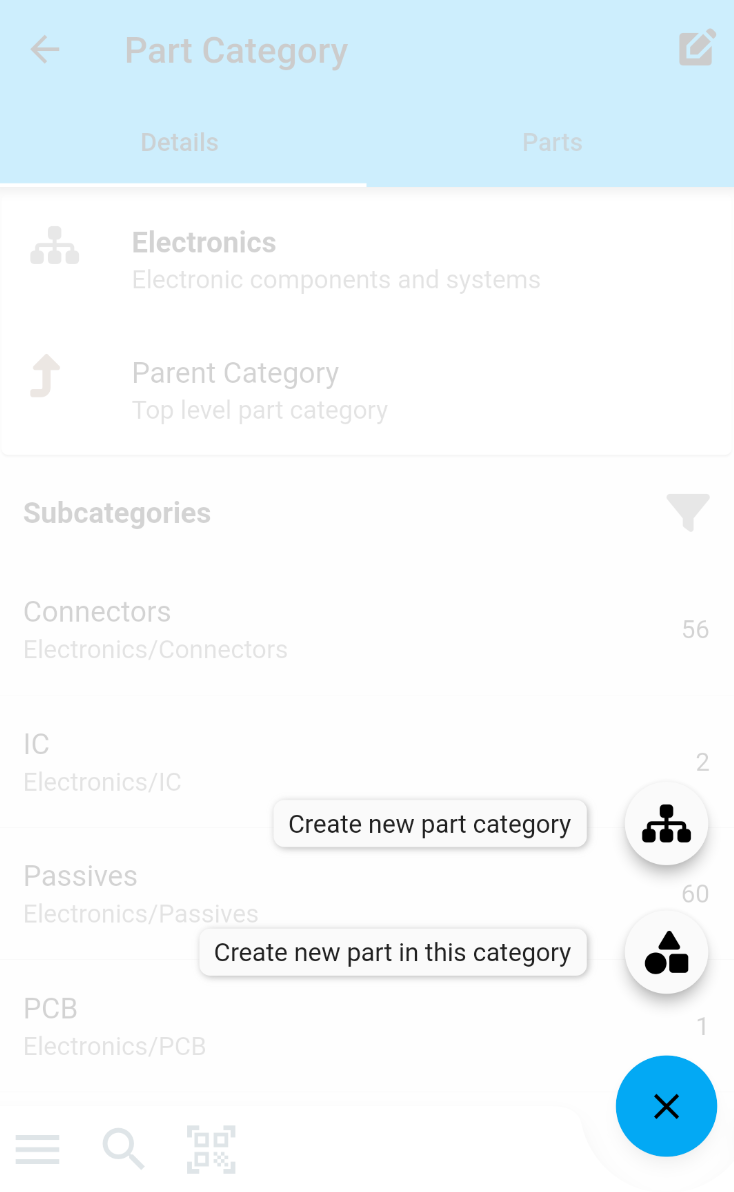 Part Category
Details
Parts
Electronics
Electronic components and systems
Parent Category
Top level part category
Subcategories
Connectors
Electronics/Connectors
56
IC
Electronics/IC
2
Create new part category
Passives
Electronics/Passives
60
Create new part in this category
PCB
Electronics/PCB
1